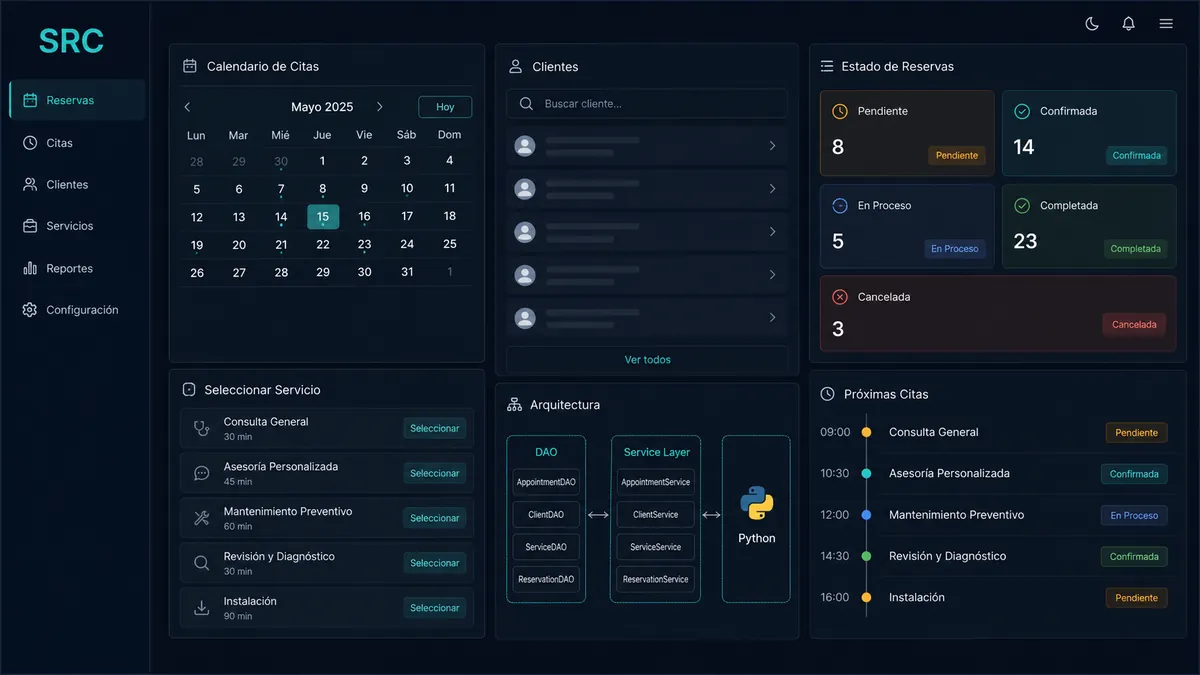 SRC
Reservas
Citas
Clientes
Servicios
Reportes
Configuración
Calendario de Citas
Mayo 2025
Hoy
Lun Mar Mié Jue Vie Sáb Dom
28 29 30 1 2 3 4
5 6 7 8 9 10 11
12 13 14 15 16 17 18
19 20 21 22 23 24 25
26 27 28 29 30 31 1
Clientes
Buscar cliente...
Ver todos
Estado de Reservas
Pendiente
8
Pendiente
Confirmada
14
Confirmada
En Proceso
5
En Proceso
Completada
23
Completada
Cancelada
3
Cancelada
Seleccionar Servicio
Consulta General
30 min
Seleccionar
Asesoría Personalizada
45 min
Seleccionar
Mantenimiento Preventivo
60 min
Seleccionar
Revisión y Diagnóstico
30 min
Seleccionar
Instalación
90 min
Seleccionar
Arquitectura
DAO
AppointmentDAO
ClientDAO
ServiceDAO
ReservationDAO
Service Layer
AppointmentService
ClientService
ServiceService
ReservationService
Python
Próximas Citas
09:00 Consulta General Pendiente
10:30 Asesoría Personalizada Confirmada
12:00 Mantenimiento Preventivo En Proceso
14:30 Revisión y Diagnóstico Confirmada
16:00 Instalación Pendiente